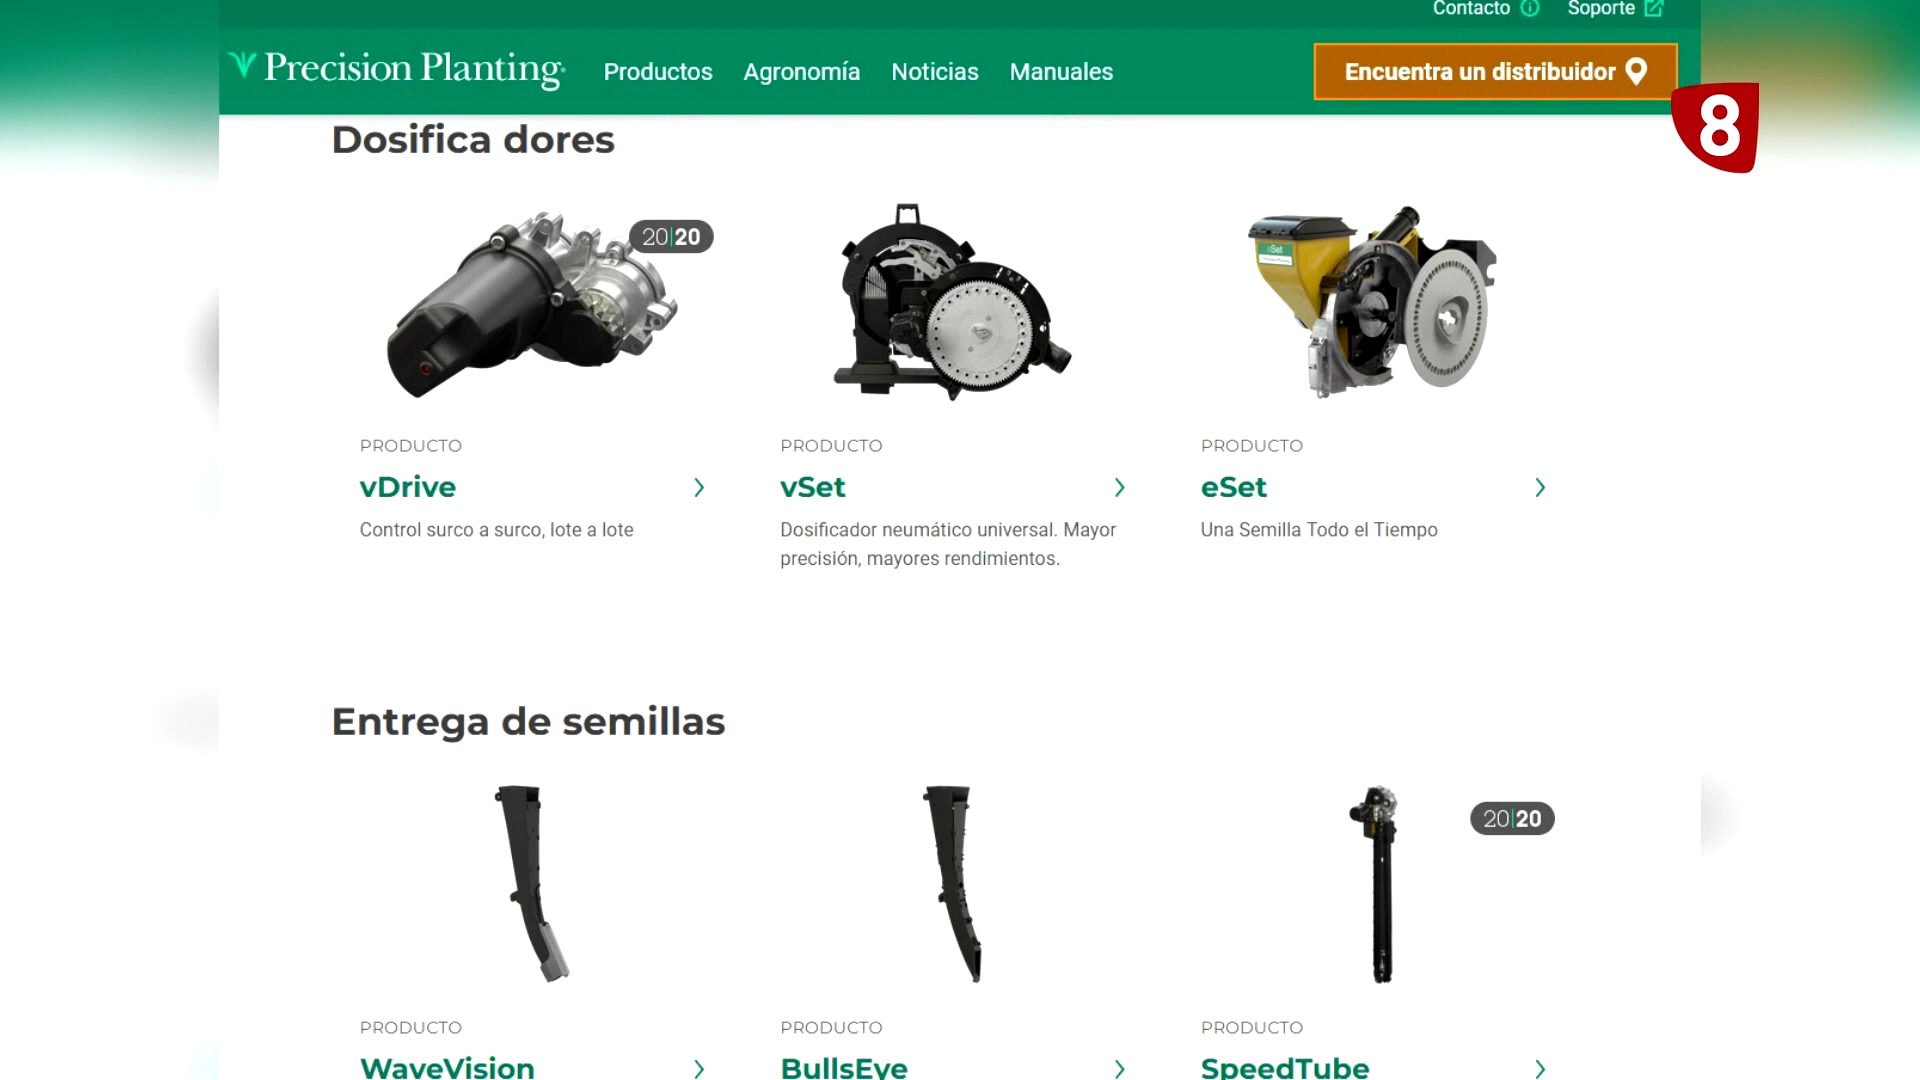 Contacto
Soporte
Precision Planting
Productos
Agronomía
Noticias
Manuales
Encuentra un distribuidor
8
Dosifica dores
20|20
eSet
PRODUCTO
vDrive
Control surco a surco, lote a lote
PRODUCTO
vSet
Dosificador neumático universal. Mayor
precisión, mayores rendimientos.
PRODUCTO
eSet
Una Semilla Todo el Tiempo
Entrega de semillas
20|20
PRODUCTO
WaveVision
PRODUCTO
BullsEye
PRODUCTO
SpeedTube